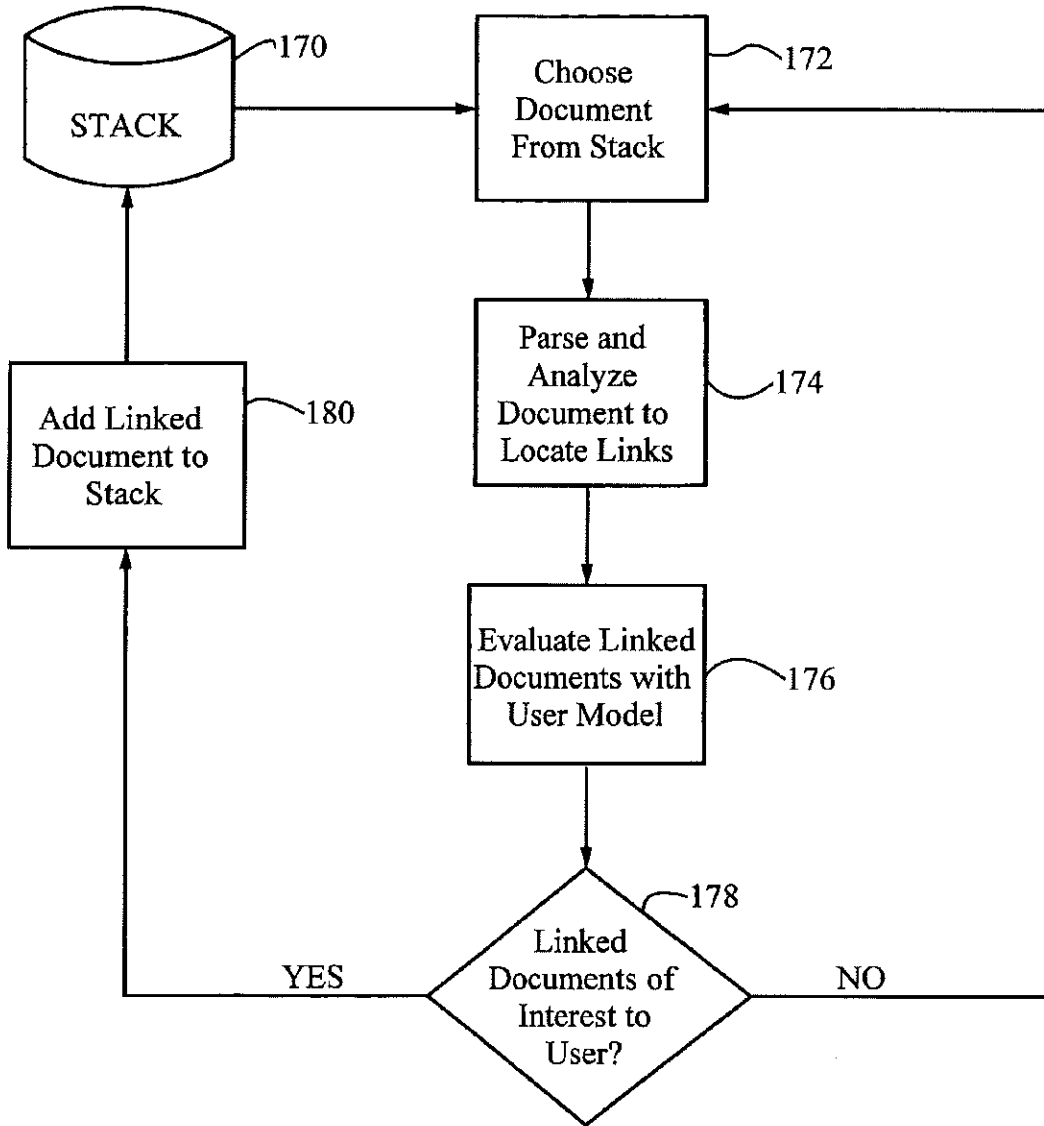 STACK
170
Choose
Document
From Stack
172
Parse and
Analyze
Document to
Locate Links
174
Add Linked
Document to
Stack
180
Evaluate Linked
Documents with
User Model
176
178
Linked
Documents of
Interest to
User?
YES
NO